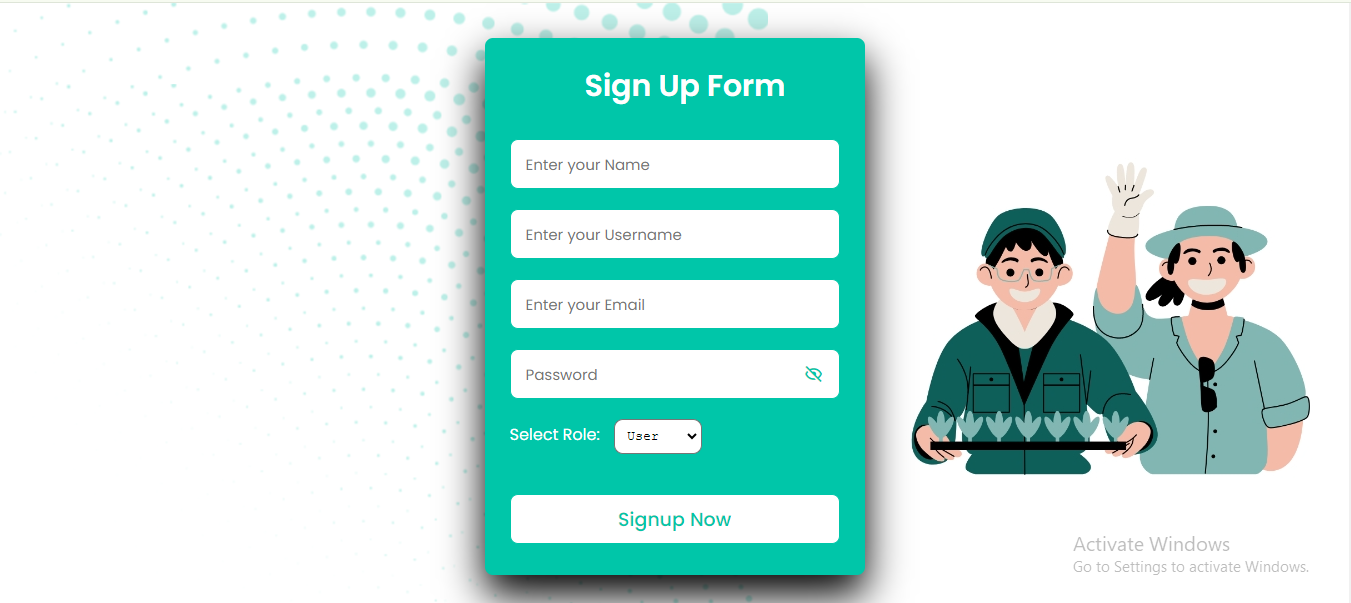 Sign Up Form
Enter your Name
Enter your Username
Enter your Email
Password
Select Role: User
Signup Now
Activate Windows
Go to Settings to activate Windows.